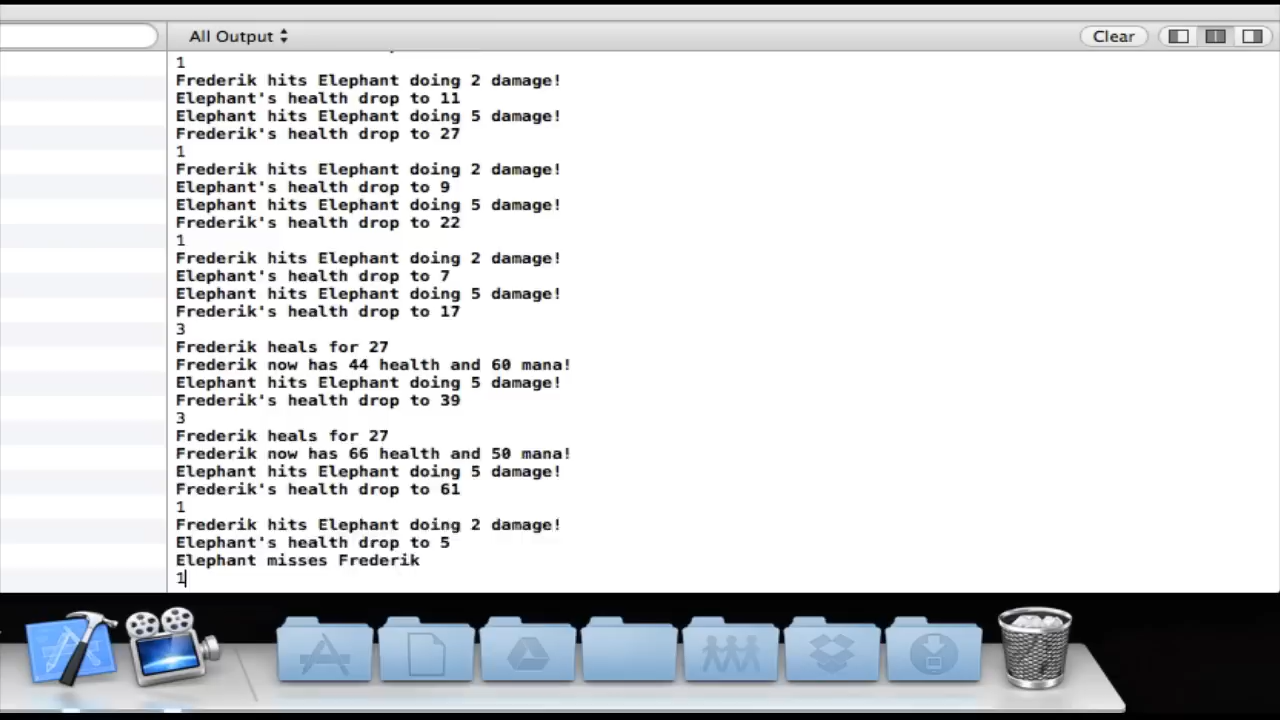 All Output
Clear
1
Frederik hits Elephant doing 2 damage!
Elephant's health drop to 11
Elephant hits Elephant doing 5 damage!
Frederik's health drop to 27
1
Frederik hits Elephant doing 2 damage!
Elephant's health drop to 9
Elephant hits Elephant doing 5 damage!
Frederik's health drop to 22
1
Frederik hits Elephant doing 2 damage!
Elephant's health drop to 7
Elephant hits Elephant doing 5 damage!
Frederik's health drop to 17
3
Frederik heals for 27
Frederik now has 44 health and 60 mana!
Elephant hits Elephant doing 5 damage!
Frederik's health drop to 39
3
Frederik heals for 27
Frederik now has 66 health and 50 mana!
Elephant hits Elephant doing 5 damage!
Frederik's health drop to 61
1
Frederik hits Elephant doing 2 damage!
Elephant's health drop to 5
Elephant misses Frederik
1